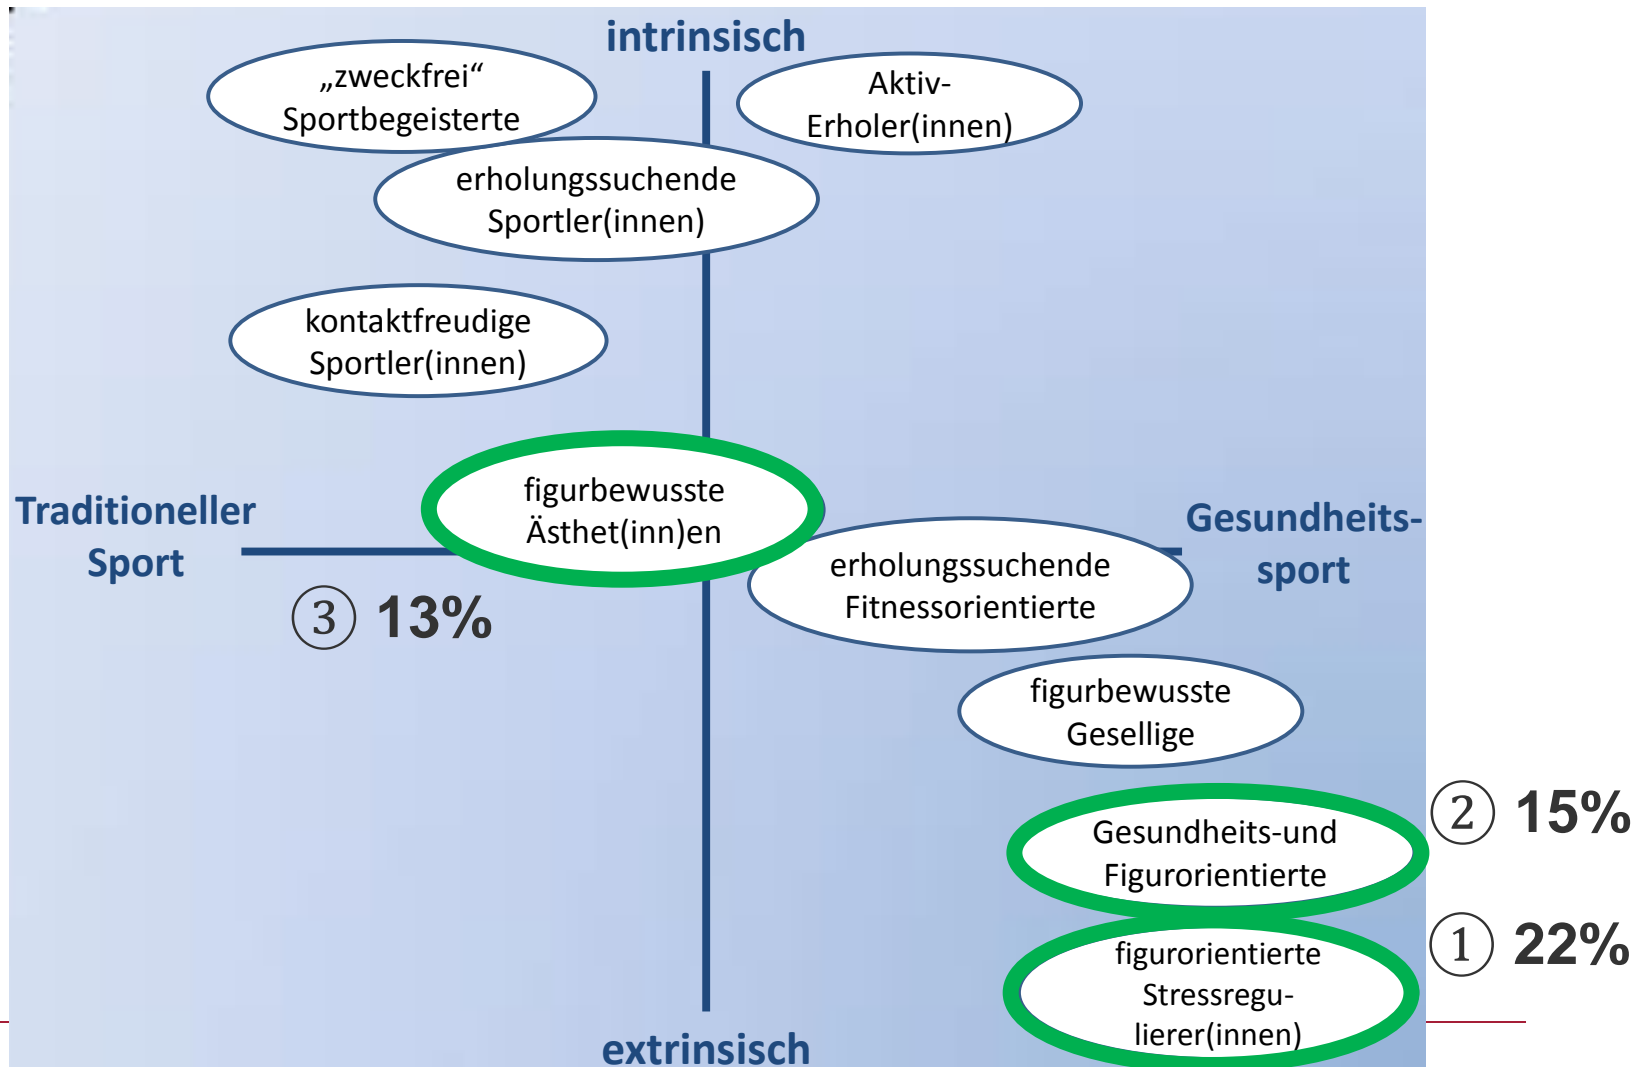 intrinsisch
„zweckfrei“
Sportbegeisterte
Aktiv-
Erholer(innen)
erholungssuchende
Sportler(innen)
kontaktfreudige
Sportler(innen)
figurbewusste
Ästhet(inn)en
Traditioneller
Sport
Gesundheits-
sport
erholungssuchende
Fitnessorientierte
③ 13%
figurbewusste
Gesellige
② 15%
Gesundheits-und
Figurorientierte
① 22%
figurorientierte
Stressregu-
lierer(innen)
extrinsisch